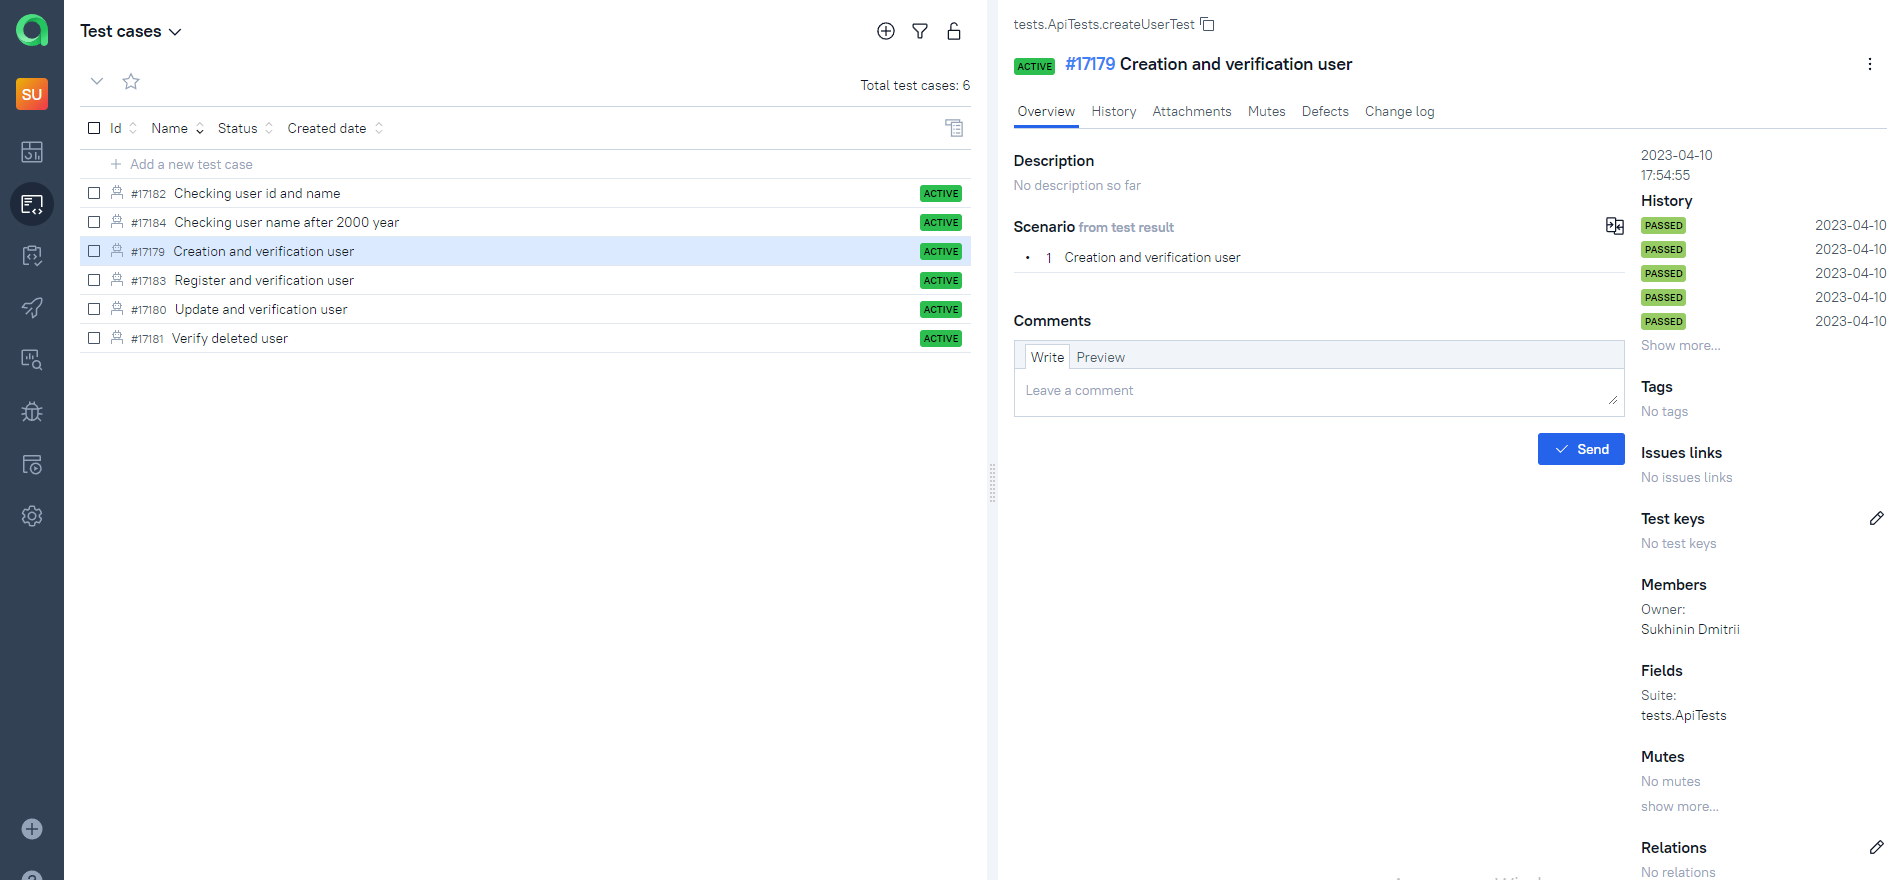 SU
Test cases
Total test cases: 6
Id Name Status Created date
Add a new test case
#17182 Checking user id and name ACTIVE
#17184 Checking user name after 2000 year ACTIVE
#17179 Creation and verification user ACTIVE
#17183 Register and verification user ACTIVE
#17180 Update and verification user ACTIVE
#17181 Verify deleted user ACTIVE
tests.ApiTests.createUserTest
ACTIVE #17179 Creation and verification user
Overview History Attachments Mutes Defects Change log
Description
No description so far
Scenario from test result
• 1 Creation and verification user
Comments
Write Preview
Leave a comment
Send
2023-04-10
17:54:55
History
PASSED 2023-04-10
PASSED 2023-04-10
PASSED 2023-04-10
PASSED 2023-04-10
PASSED 2023-04-10
Show more...
Tags
No tags
Issues links
No issues links
Test keys
No test keys
Members
Owner:
Sukhinin Dmitrii
Fields
Suite:
tests.ApiTests
Mutes
No mutes
show more...
Relations
No relations